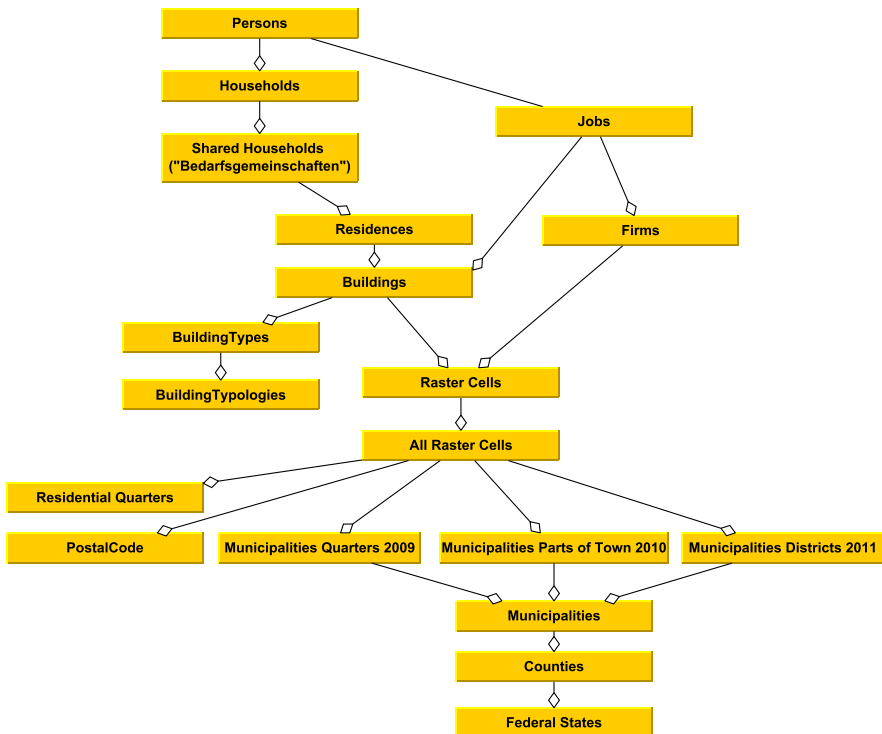 Persons
Households
Jobs
Shared Households
("Bedarfsgemeinschaften")
Residences
Firms
Buildings
BuildingTypes
Raster Cells
BuildingTypologies
All Raster Cells
Residential Quarters
PostalCode
Municipalities Quarters 2009
Municipalities Parts of Town 2010
Municipalities Districts 2011
Municipalities
Counties
Federal States